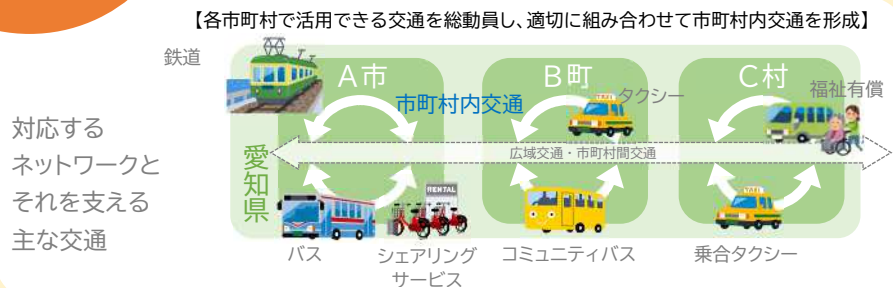 【各市町村で活用できる交通を総動員し、適切に組み合わせて市町村内交通を形成】
鉄道
A市
B町
C村
市町村内交通
タクシー
福祉有償
TAXI
対応する
ネットワークと
それを支える
主な交通
愛知県
広域交通・市町村間交通
RENTAL
TAXI
バス
シェアリング
サービス
コミュニティバス
乗合タクシー